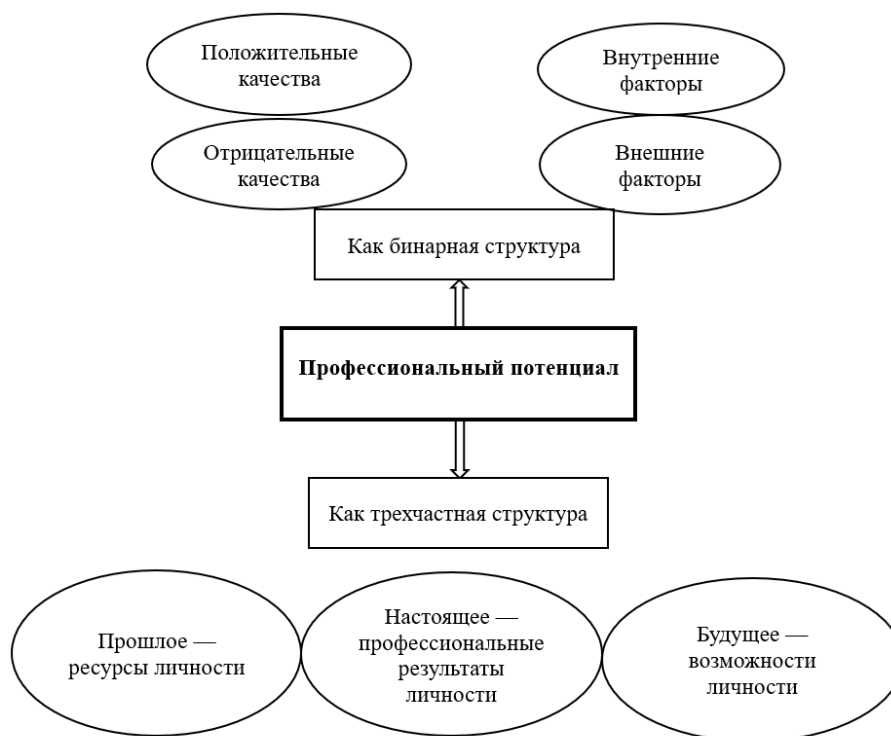 Положительные
качества
Внутренние
факторы
Отрицательные
качества
Внешние
факторы
Как бинарная структура
Профессиональный потенциал
Как трехчастная структура
Прошлое —
ресурсы личности
Настоящее —
профессиональные
результаты
личности
Будущее —
возможности
личности